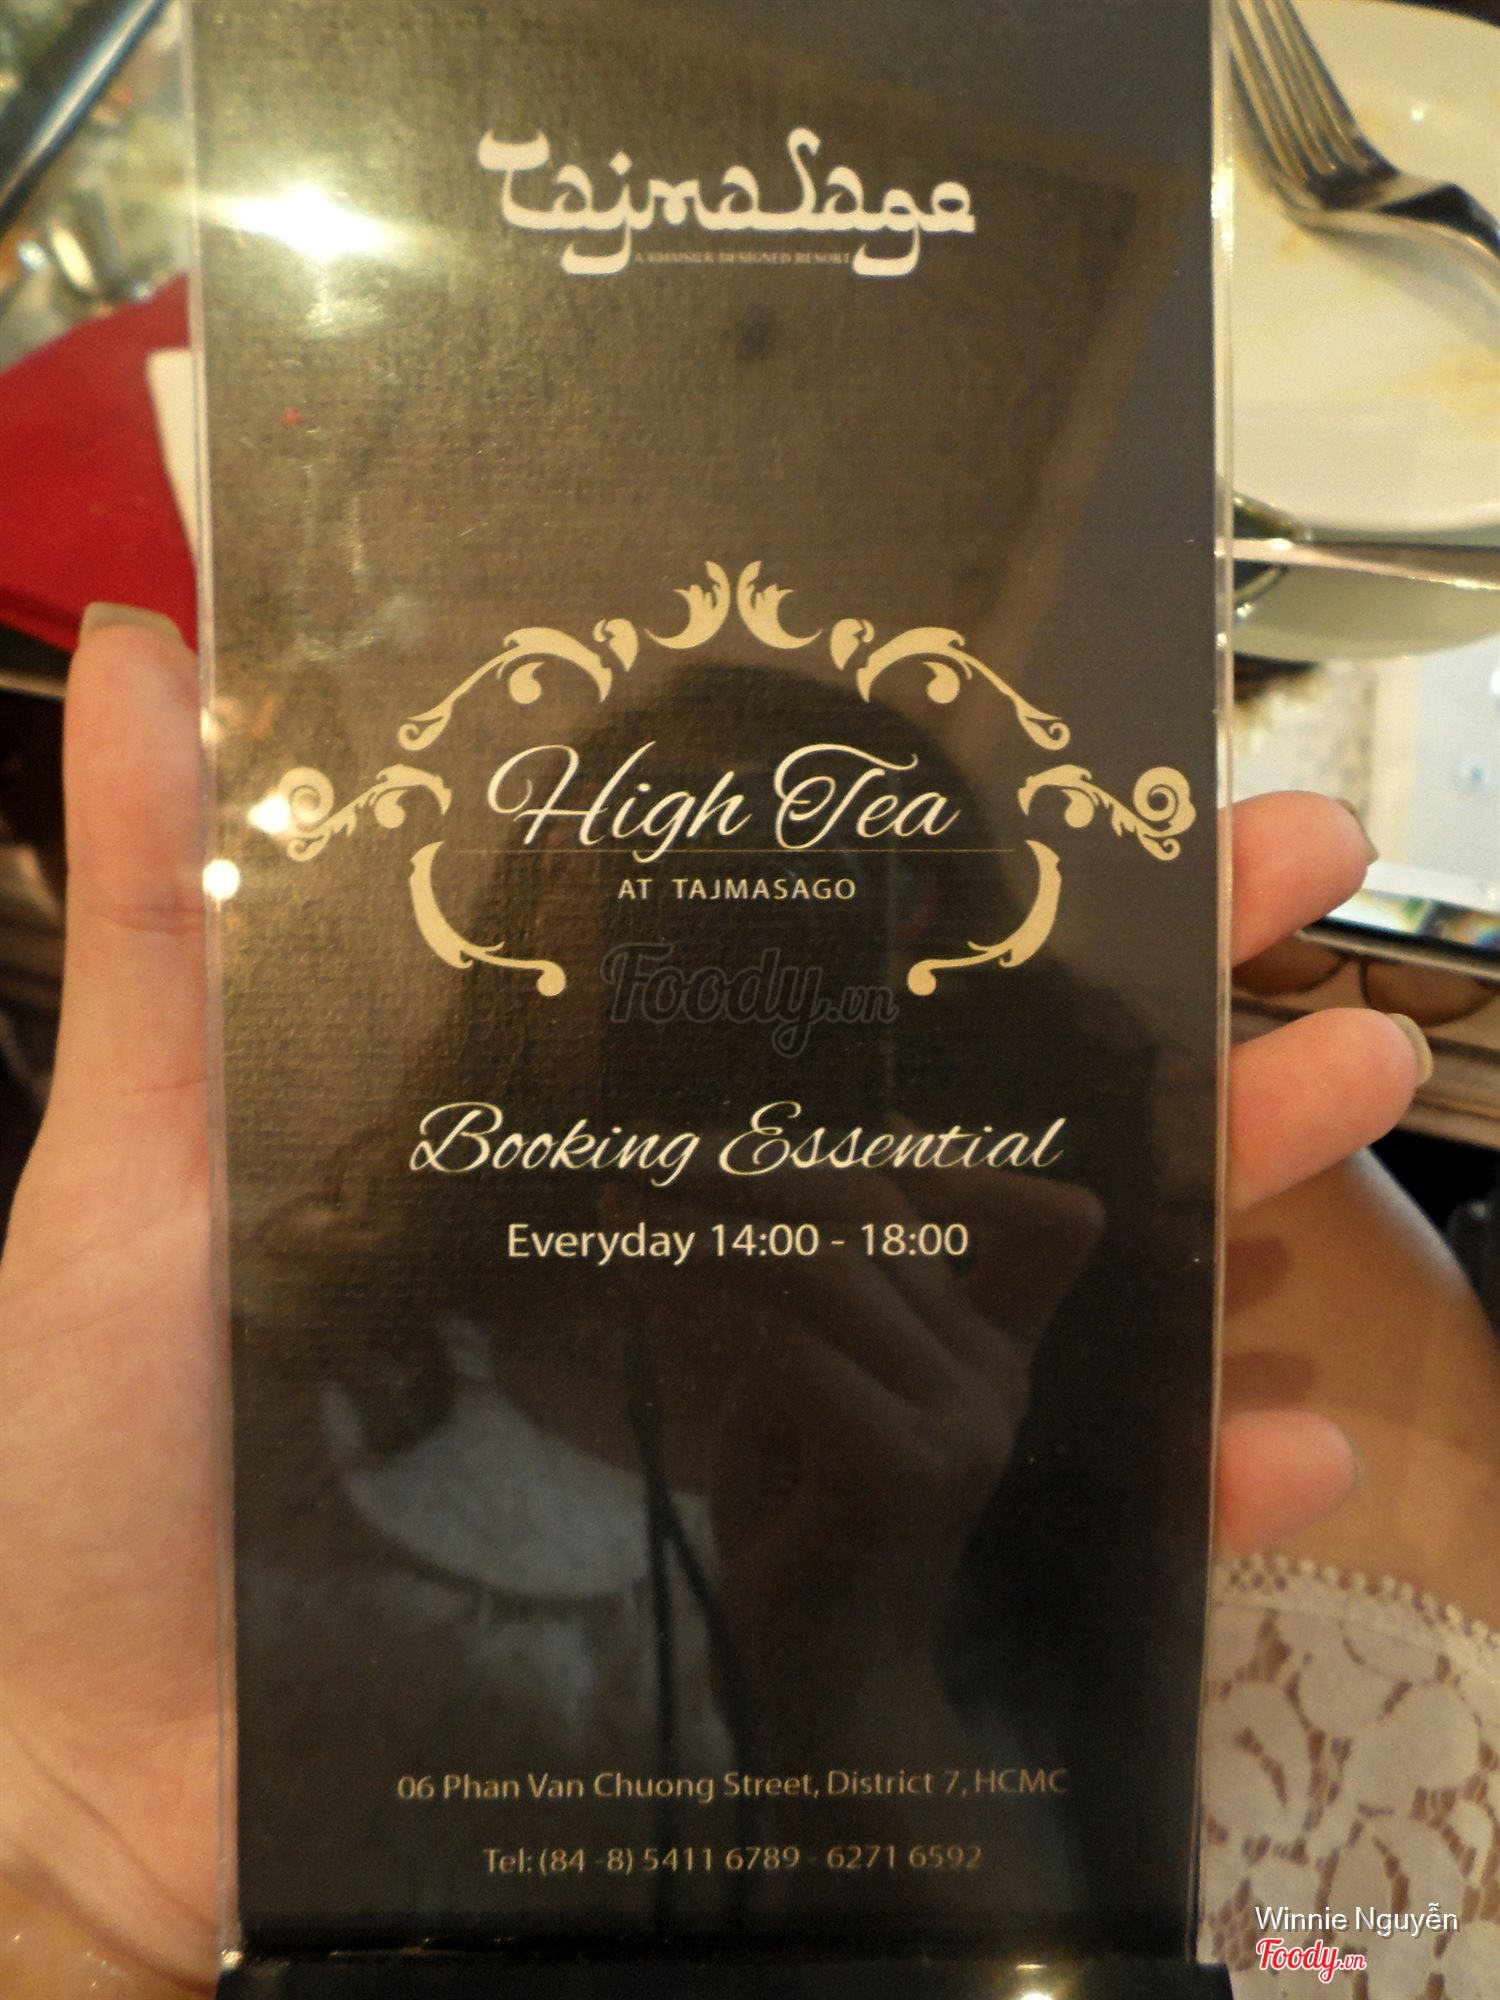 TajmaSago
A KHAISILK DESIGNED RESORT
High Tea
AT TAJMASAGO
Foody.vn
Booking Essential
Everyday 14:00 - 18:00
06 Phan Van Chuong Street, District 7, HCMC
Tel: (84 -8) 5411 6789 - 6271 6592
Winnie Nguyễn
Foody.vn